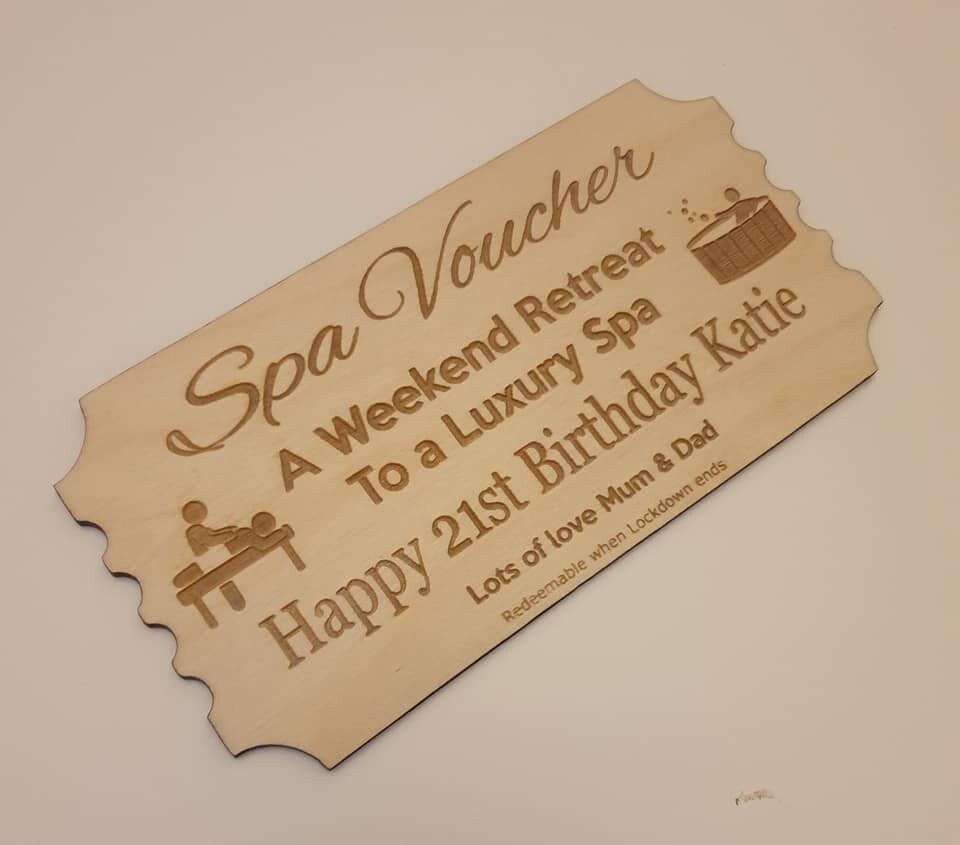 Spa Voucher
A Weekend Retreat
To a Luxury Spa
Happy 21st Birthday Katie
Lots of love Mum & Dad
Redeemable when Lockdown ends